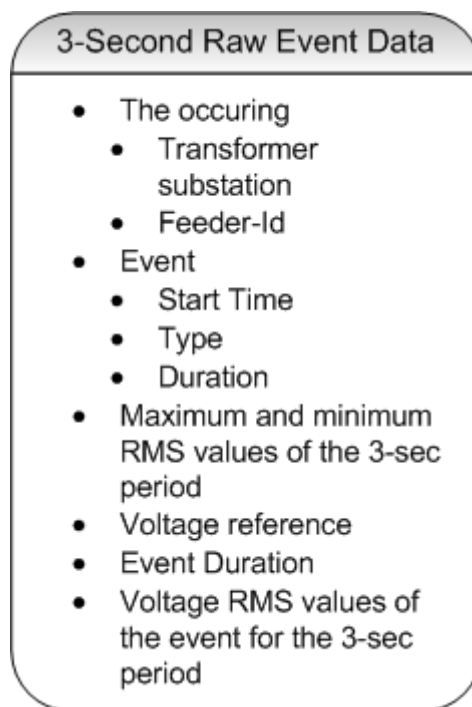 3-Second Raw Event Data
• The occuring
• Transformer
substation
• Feeder-Id
• Event
• Start Time
• Type
• Duration
• Maximum and minimum
RMS values of the 3-sec
period
• Voltage reference
• Event Duration
• Voltage RMS values of
the event for the 3-sec
period